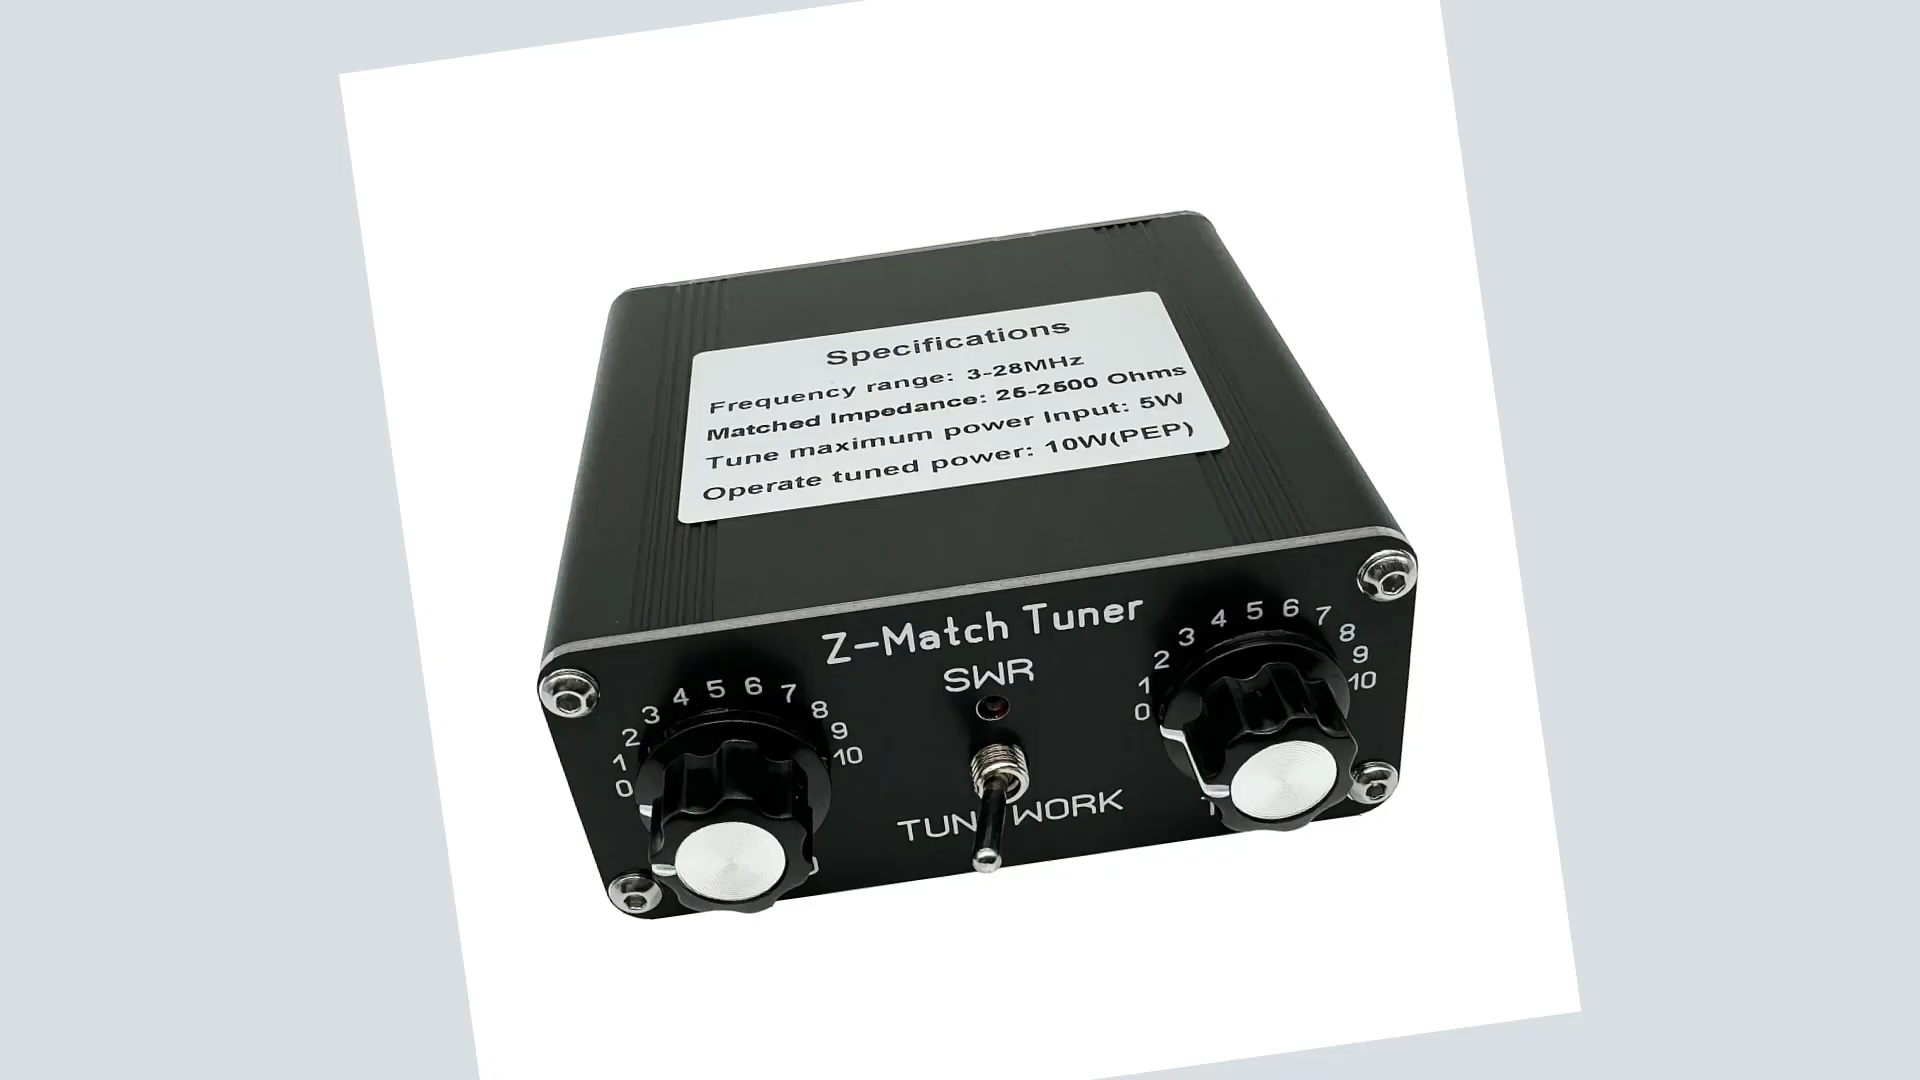 Specifications
Frequency range: 3-28MHz
Matched Impedance: 25-2500 Ohms
Tune maximum power Input: 5W
Operate tuned power: 10W(PEP)
Z-Match Tuner
SWR
0 1 2 3 4 5 6 7 8 9 10
0 1 2 3 4 5 6 7 8 9 10
WORK